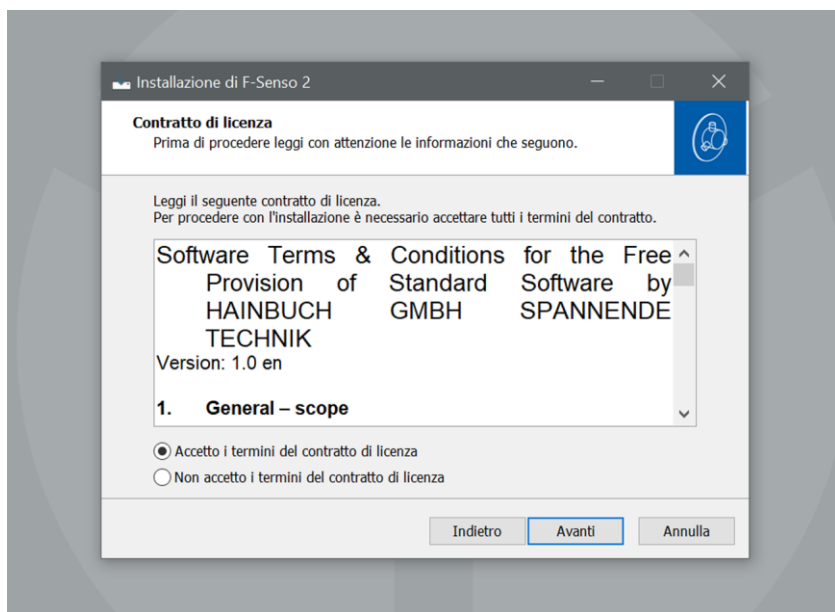 Installazione di F-Senso 2
Contratto di licenza
Prima di procedere leggi con attenzione le informazioni che seguono.
Leggi il seguente contratto di licenza.
Per procedere con l'installazione è necessario accettare tutti i termini del contratto.
Software Terms & Conditions for the Free
Provision of Standard Software by
HAINBUCH GMBH SPANNENDE
TECHNIK
Version: 1.0 en
1. General – scope
Accetto i termini del contratto di licenza
Non accetto i termini del contratto di licenza
Indietro Avanti Annulla